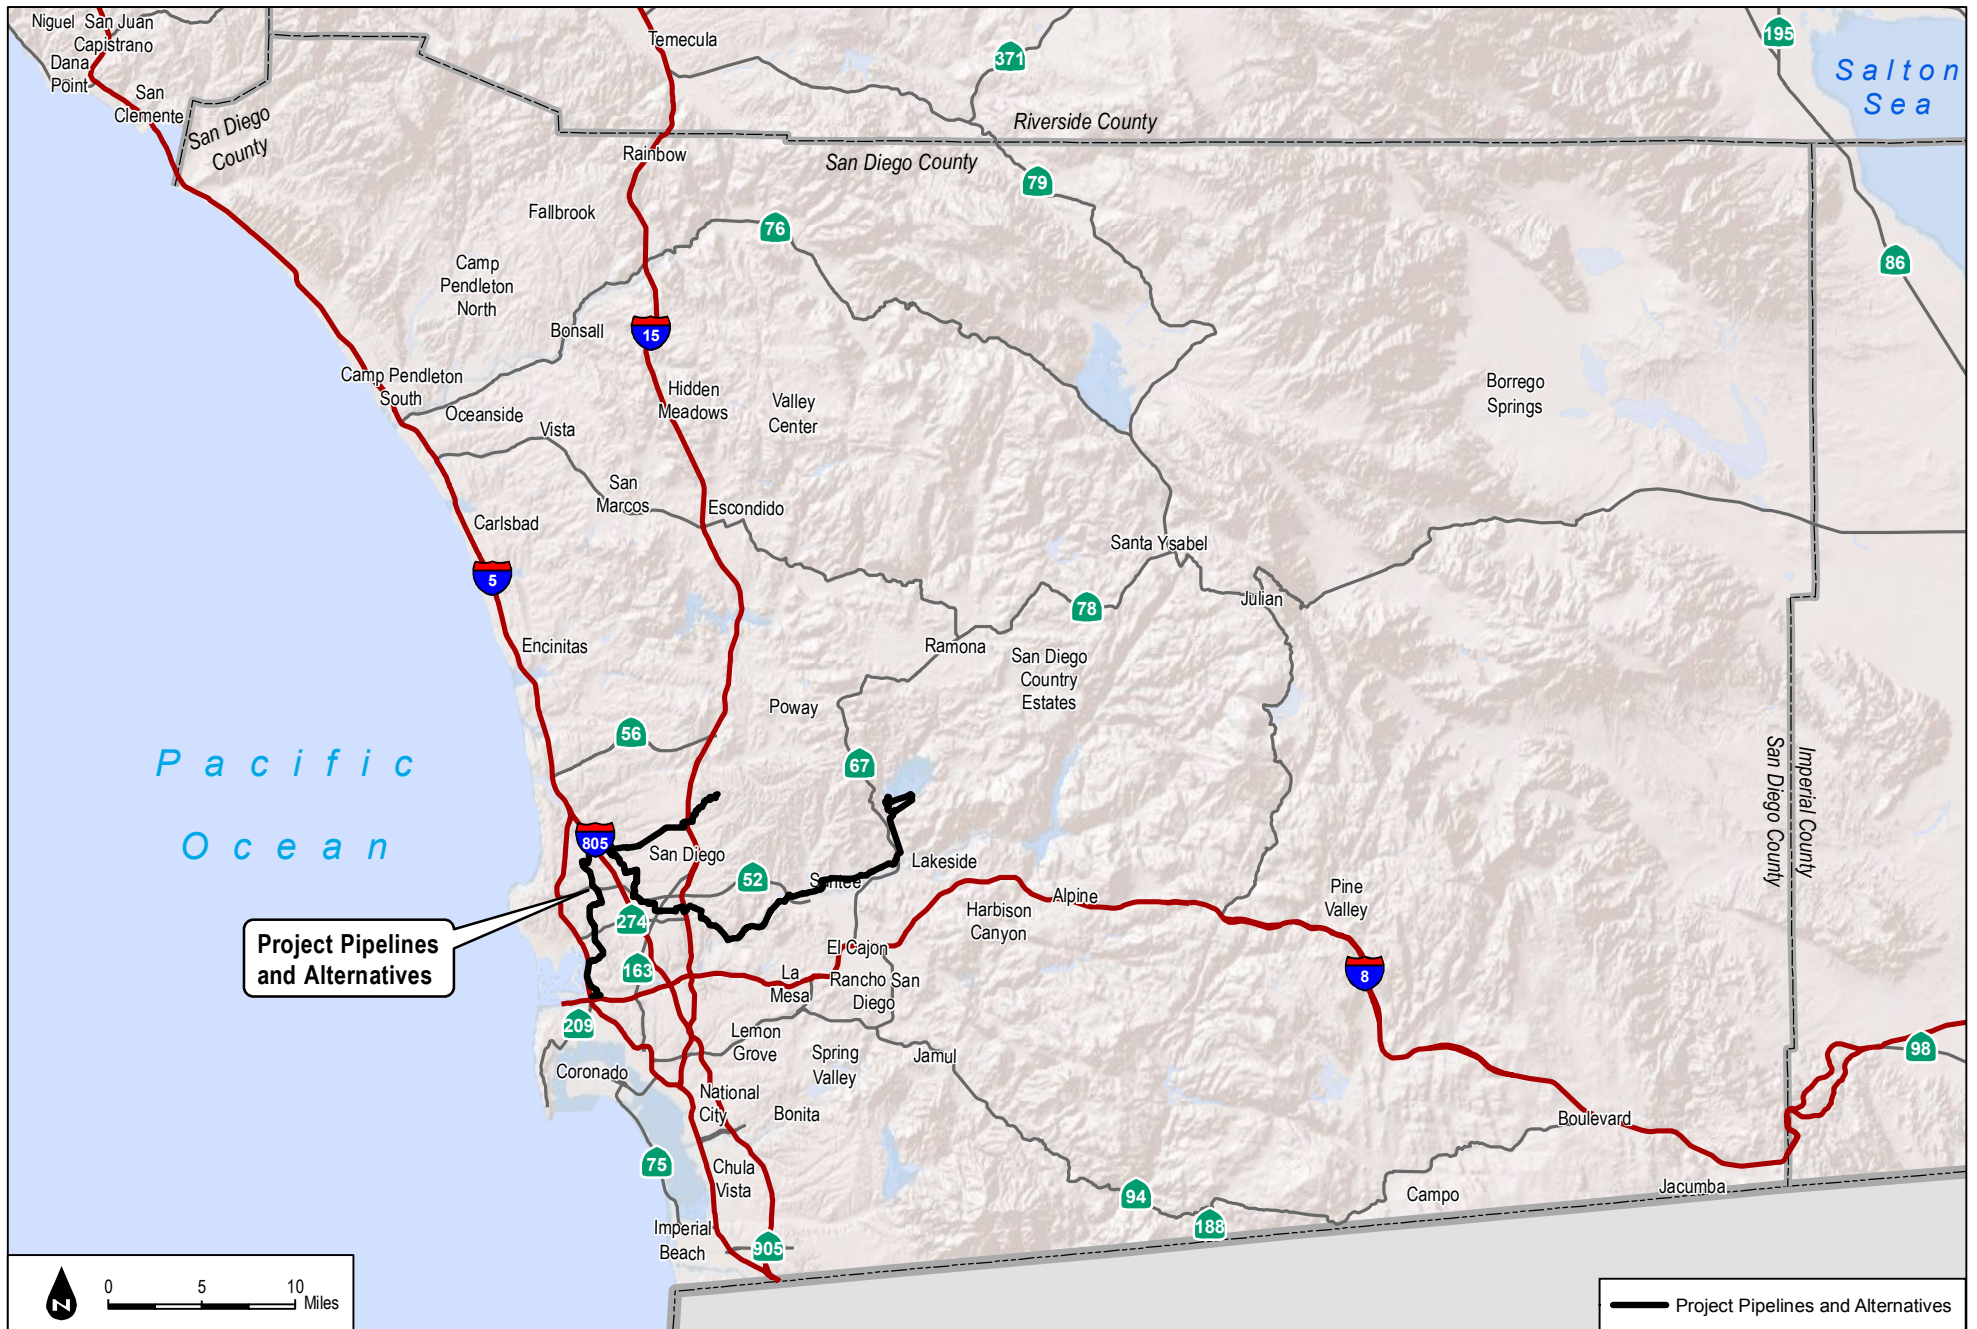 Niguel
San Juan
Capistrano
Dana
Point
San
Clemente
San Diego
County
Temecula
371
195
Salton
Sea
Riverside County
San Diego County
Rainbow
79
Fallbrook
76
86
Camp
Pendleton
North
Bonsall
15
Camp Pendleton
South
Oceanside
Hidden
Meadows
Valley
Center
Borrego
Springs
Vista
San
Marcos
Escondido
Carlsbad
Santa Ysabel
5
78
Julian
Encinitas
Ramona
San Diego
Country
Estates
Poway
56
67
Pacific
Ocean
San Diego County
Imperial County
805
San Diego
52
Santee
Lakeside
Alpine
Harbison
Canyon
Pine
Valley
274
Project Pipelines
and Alternatives
163
El Cajon
La
Mesa
Rancho San
Diego
8
209
Lemon
Grove
Spring
Valley
Jamul
98
Coronado
National
City
Bonita
Boulevard
75
Chula
Vista
94
188
Campo
Jacumba
Imperial
Beach
905
N
0 5 10
Miles
Project Pipelines and Alternatives